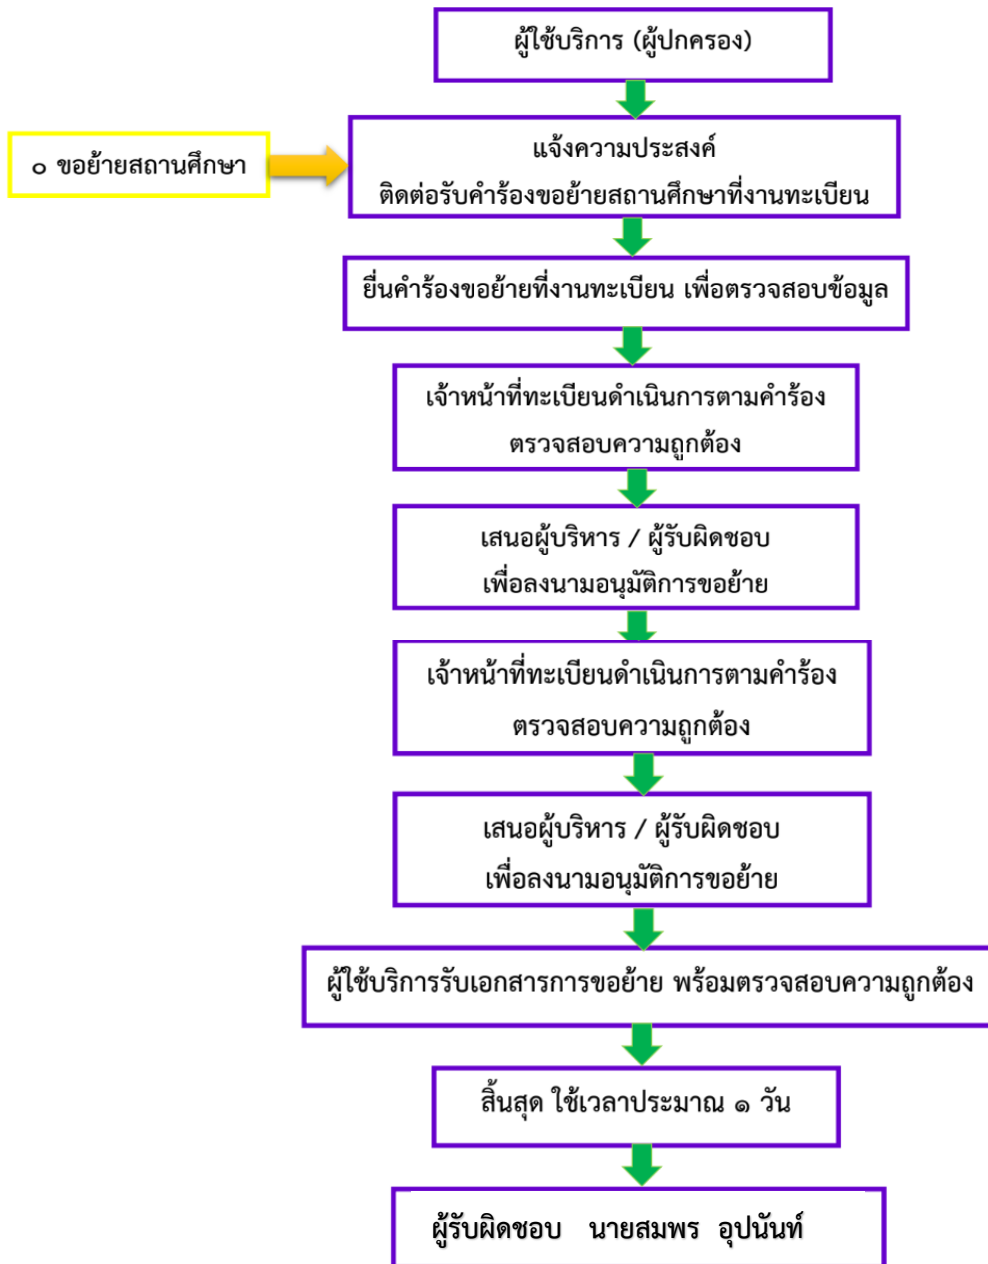 ผู้ใช้บริการ (ผู้ปกครอง)
๐ ขอย้ายสถานศึกษา
แจ้งความประสงค์
ติดต่อรับคำร้องขอย้ายสถานศึกษาที่งานทะเบียน
ยื่นคำร้องขอย้ายที่งานทะเบียน เพื่อตรวจสอบข้อมูล
เจ้าหน้าที่ทะเบียนดำเนินการตามคำร้อง
ตรวจสอบความถูกต้อง
เสนอผู้บริหาร / ผู้รับผิดชอบ
เพื่อลงนามอนุมัติการขอย้าย
เจ้าหน้าที่ทะเบียนดำเนินการตามคำร้อง
ตรวจสอบความถูกต้อง
เสนอผู้บริหาร / ผู้รับผิดชอบ
เพื่อลงนามอนุมัติการขอย้าย
ผู้ใช้บริการรับเอกสารการขอย้าย พร้อมตรวจสอบความถูกต้อง
สิ้นสุด ใช้เวลาประมาณ ๑ วัน
ผู้รับผิดชอบ นายสมพร อุปนันท์